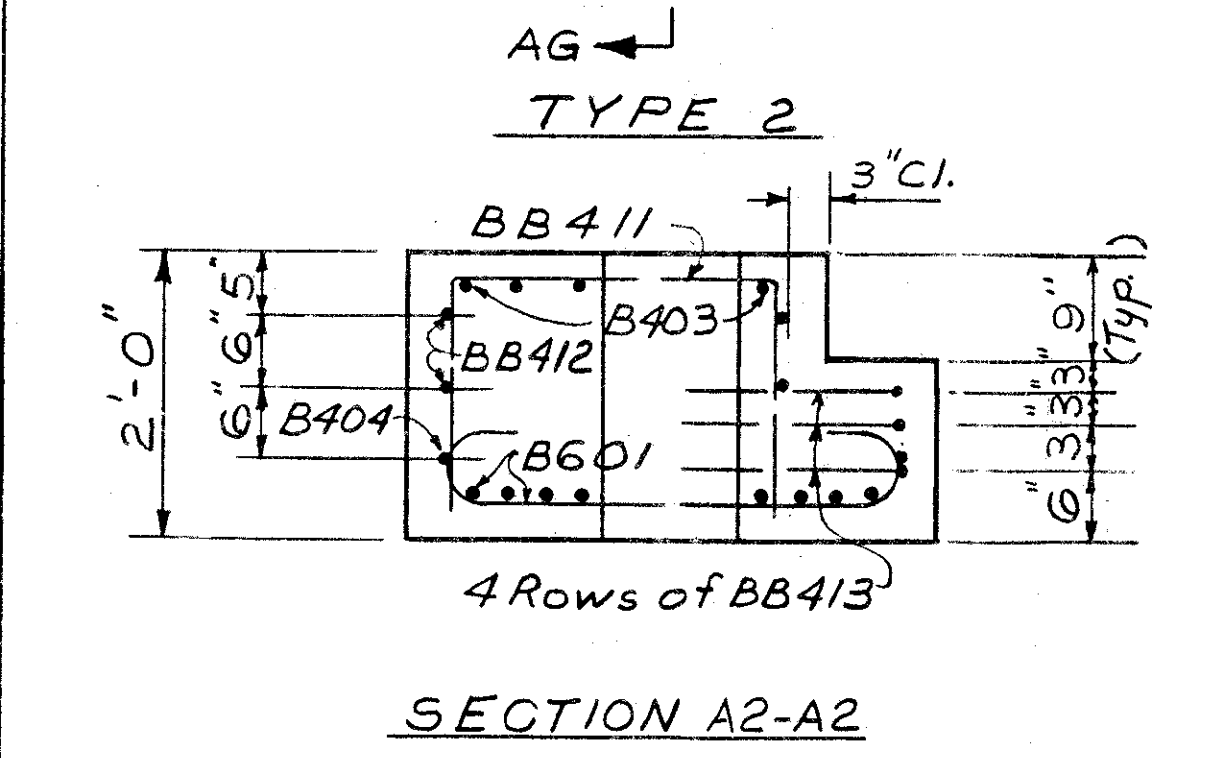 AG
TYPE 2
3" Cl.
BB411
2'-0"
5"
6"
6"
B403
BB412
B404
B601
9"
(Typ.)
3"
3"
3"
6"
4 Rows of BB413
SECTION A2-A2